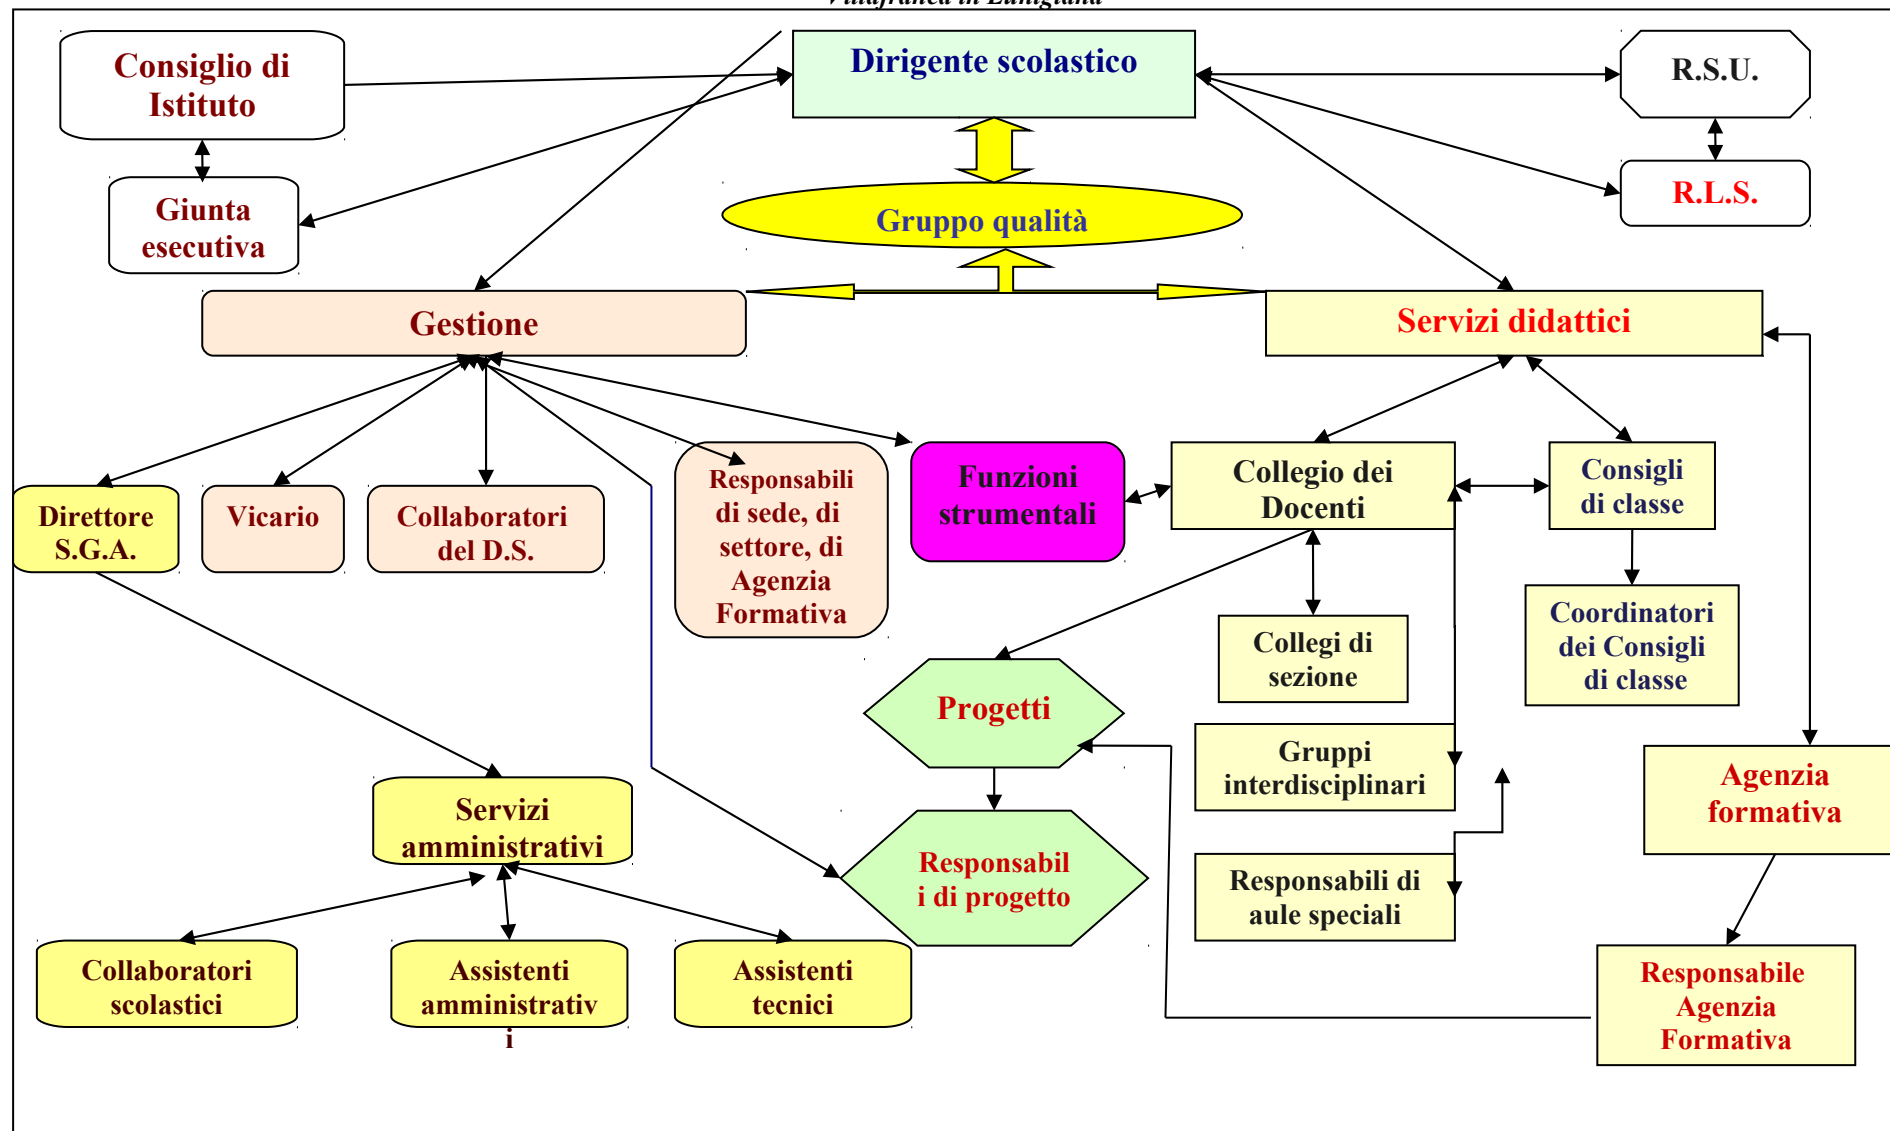 Villafranca in Lunigiana
Consiglio di
Istituto
Dirigente scolastico
R.S.U.
Giunta
esecutiva
Gruppo qualità
R.L.S.
Gestione
Servizi didattici
Direttore
S.G.A.
Vicario
Collaboratori
del D.S.
Responsabili
di sede, di
settore, di
Agenzia
Formativa
Funzioni
strumentali
Collegio dei
Docenti
Consigli
di classe
Collegi di
sezione
Coordinatori
dei Consigli
di classe
Progetti
Gruppi
interdisciplinari
Agenzia
formativa
Servizi
amministrativi
Responsabil
i di progetto
Responsabili di
aule speciali
Collaboratori
scolastici
Assistenti
amministrativ
i
Assistenti
tecnici
Responsabile
Agenzia
Formativa